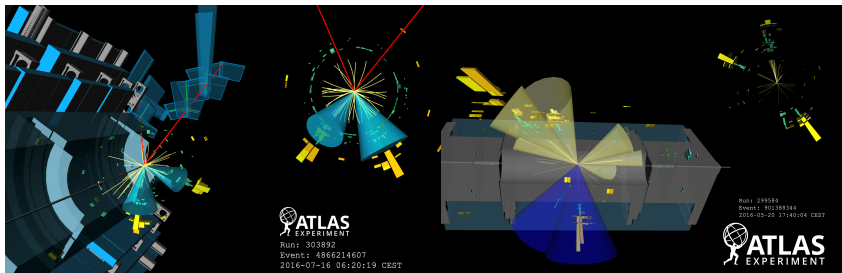 ATLAS
EXPERIMENT
Run: 303892
Event: 4866214607
2016-07-16 06:20:19 CEST
Run: 299584
Event: 901388344
2016-05-20 17:40:04 CEST
ATLAS
EXPERIMENT